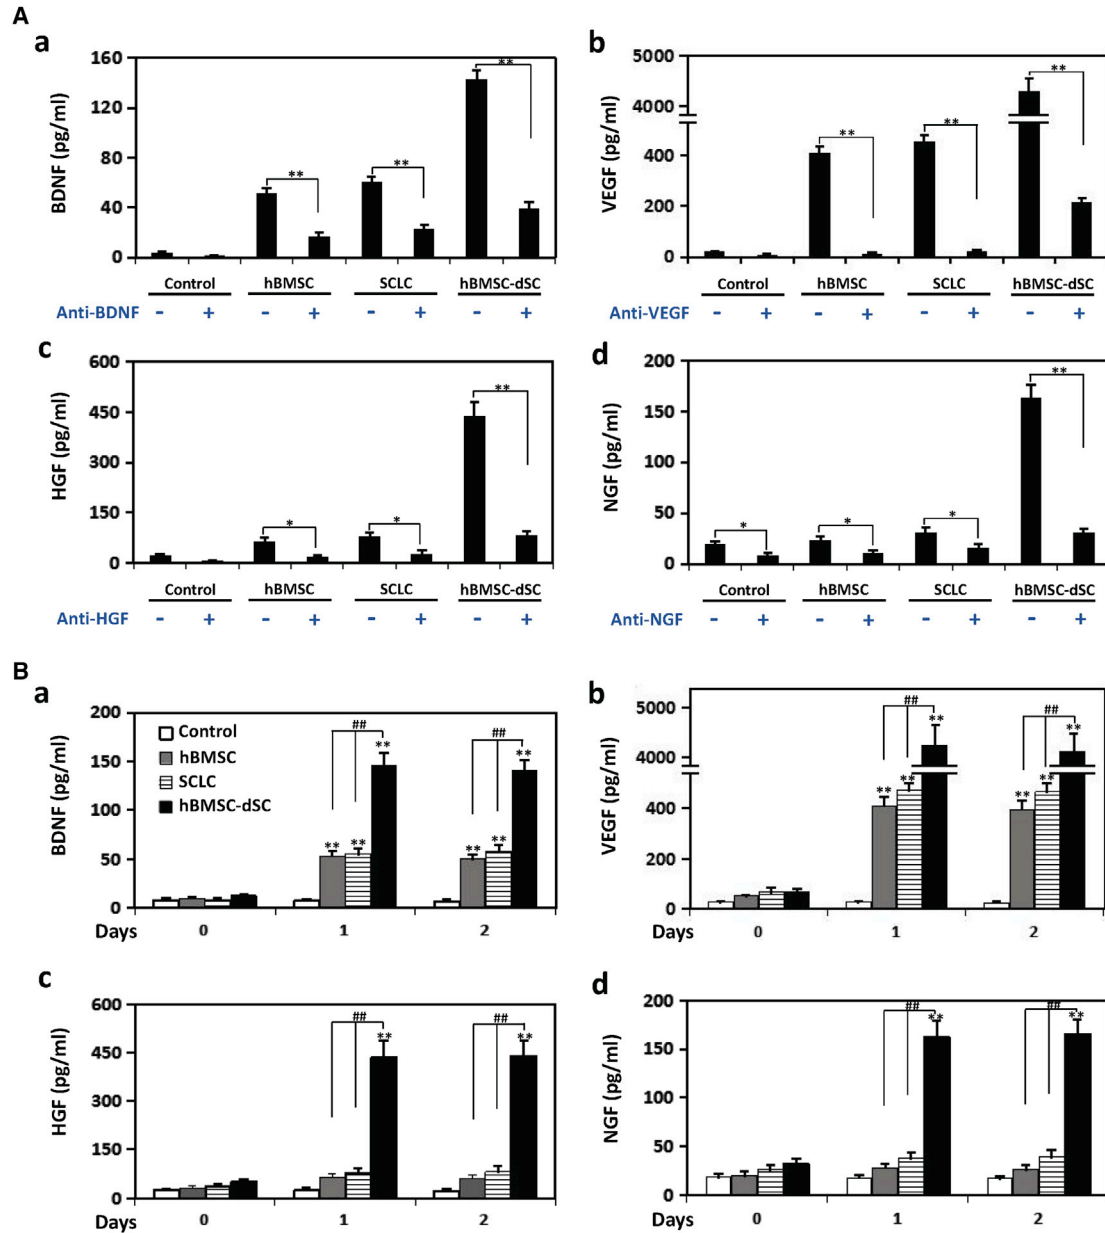 A
a
BDNF (pg/ml)
160
120
80
40
0
**
**
**
Control hBMSC SCLC hBMSC-dSC
Anti-BDNF - + - + - + - +
b
VEGF (pg/ml)
5000
4000
400
200
0
**
**
**
Control hBMSC SCLC hBMSC-dSC
Anti-VEGF - + - + - + - +
c
HGF (pg/ml)
600
450
300
150
0
*
*
**
Control hBMSC SCLC hBMSC-dSC
Anti-HGF - + - + - + - +
d
NGF (pg/ml)
200
150
100
50
0
*
*
*
**
Control hBMSC SCLC hBMSC-dSC
Anti-NGF - + - + - + - +
B
a
BDNF (pg/ml)
200
150
100
50
0
Control
hBMSC
SCLC
hBMSC-dSC
## ##
** ** ** ** ** **
Days 0 1 2
b
VEGF (pg/ml)
5000
4000
400
200
0
## ##
** ** ** ** ** **
Days 0 1 2
c
HGF (pg/ml)
600
450
300
150
0
## ##
** **
Days 0 1 2
d
NGF (pg/ml)
200
150
100
50
0
## ##
** **
Days 0 1 2